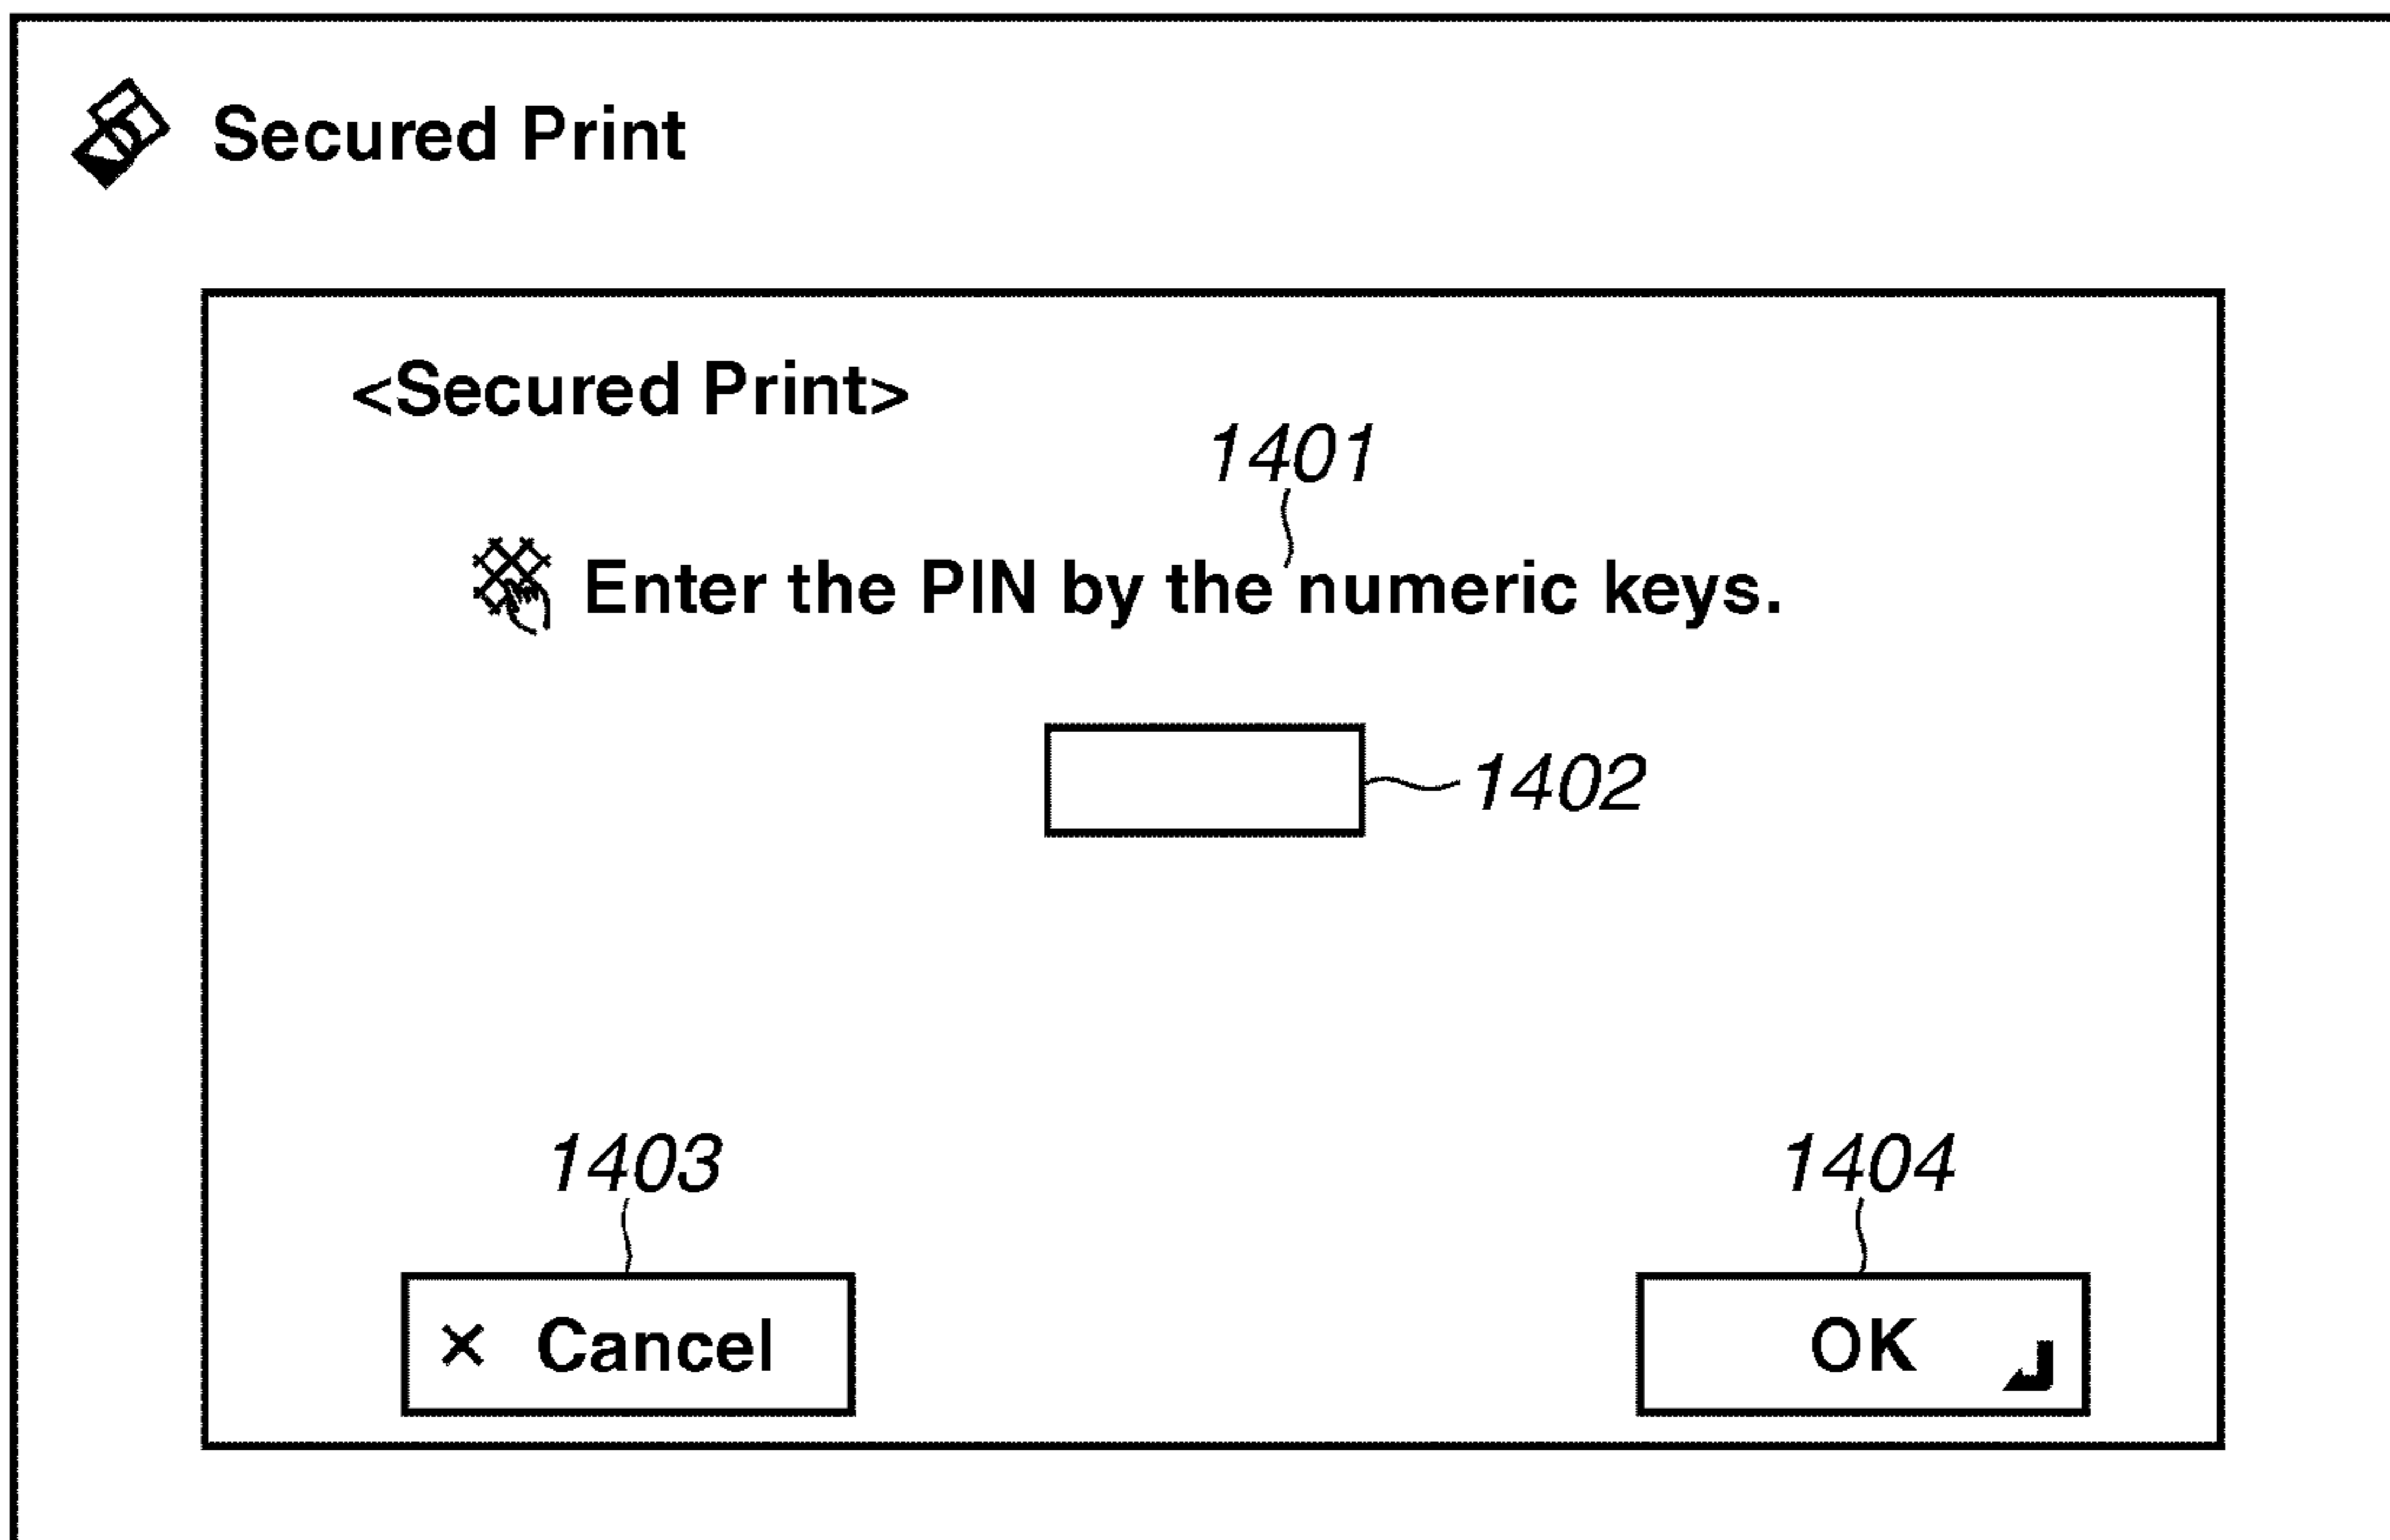 Secured Print
<Secured Print>
1401
Enter the PIN by the numeric keys.
1402
1403
1404
× Cancel
OK